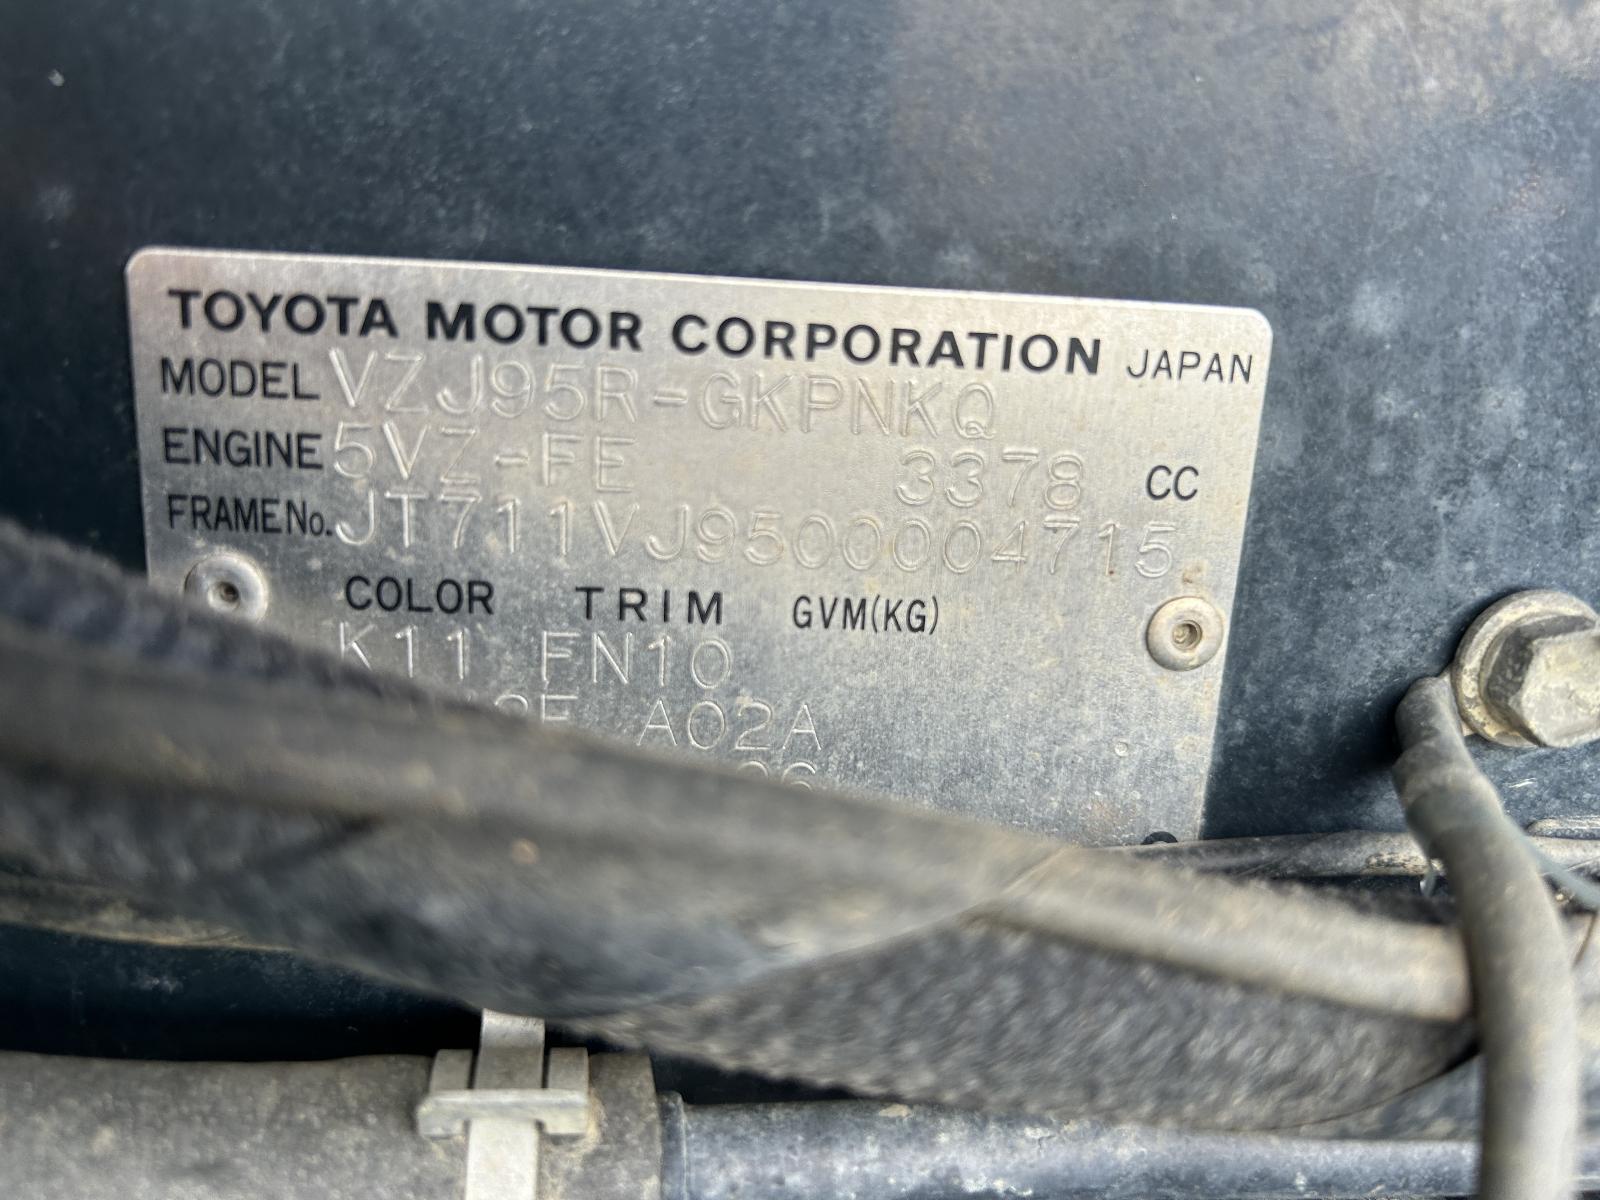 TOYOTA MOTOR CORPORATION JAPAN
MODEL VZJ95R-GKPNKQ
ENGINE 5VZ-FE 3378 CC
FRAME No. JT711VJ9500004715
COLOR TRIM GVM(KG)
K11 FN10
A02A